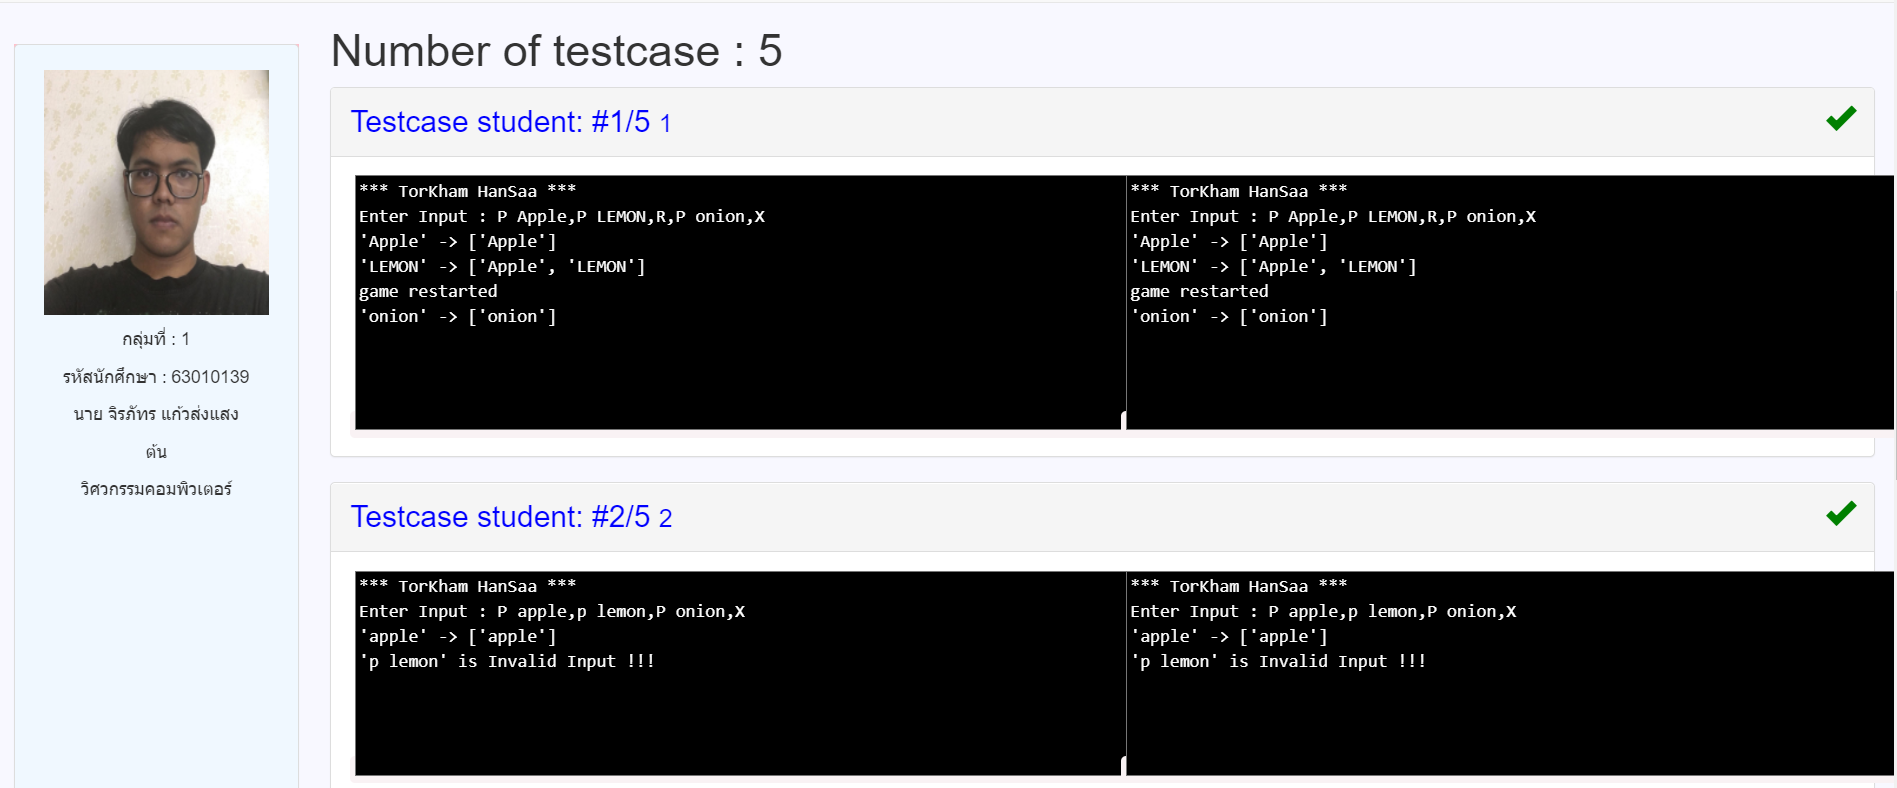 Number of testcase : 5
กลุ่มที่ : 1
รหัสนักศึกษา : 63010139
นาย จิรภัทร แก้วส่งแสง
ต้น
วิศวกรรมคอมพิวเตอร์
Testcase student: #1/5 1
*** TorKham HanSaa ***
Enter Input : P Apple,P LEMON,R,P onion,X
'Apple' -> ['Apple']
'LEMON' -> ['Apple', 'LEMON']
game restarted
'onion' -> ['onion']
*** TorKham HanSaa ***
Enter Input : P Apple,P LEMON,R,P onion,X
'Apple' -> ['Apple']
'LEMON' -> ['Apple', 'LEMON']
game restarted
'onion' -> ['onion']
Testcase student: #2/5 2
*** TorKham HanSaa ***
Enter Input : P apple,p lemon,P onion,X
'apple' -> ['apple']
'p lemon' is Invalid Input !!!
*** TorKham HanSaa ***
Enter Input : P apple,p lemon,P onion,X
'apple' -> ['apple']
'p lemon' is Invalid Input !!!